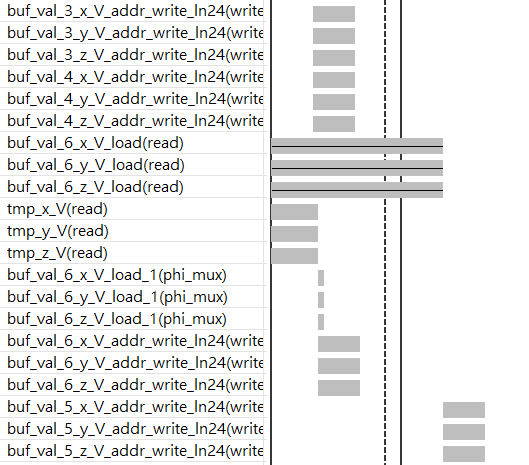 buf_val_3_x_V_addr_write_ln24(write
buf_val_3_y_V_addr_write_ln24(write
buf_val_3_z_V_addr_write_ln24(write
buf_val_4_x_V_addr_write_ln24(write
buf_val_4_y_V_addr_write_ln24(write
buf_val_4_z_V_addr_write_ln24(write
buf_val_6_x_V_load(read)
buf_val_6_y_V_load(read)
buf_val_6_z_V_load(read)
tmp_x_V(read)
tmp_y_V(read)
tmp_z_V(read)
buf_val_6_x_V_load_1(phi_mux)
buf_val_6_y_V_load_1(phi_mux)
buf_val_6_z_V_load_1(phi_mux)
buf_val_6_x_V_addr_write_ln24(write
buf_val_6_y_V_addr_write_ln24(write
buf_val_6_z_V_addr_write_ln24(write
buf_val_5_x_V_addr_write_ln24(write
buf_val_5_y_V_addr_write_ln24(write
buf_val_5_z_V_addr_write_ln24(write